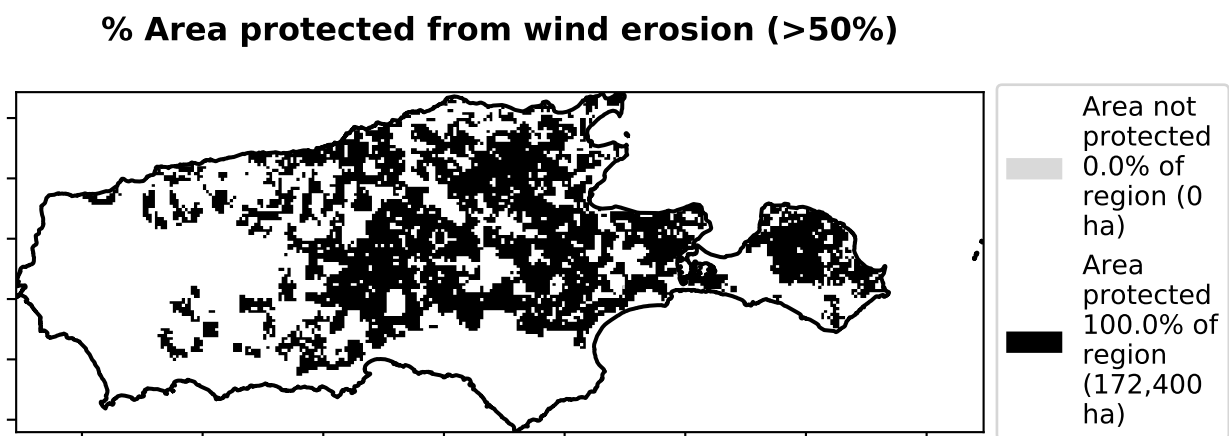 % Area protected from wind erosion (>50%)
Area not
protected
0.0% of
region (0
ha)
Area
protected
100.0% of
region
(172,400
ha)